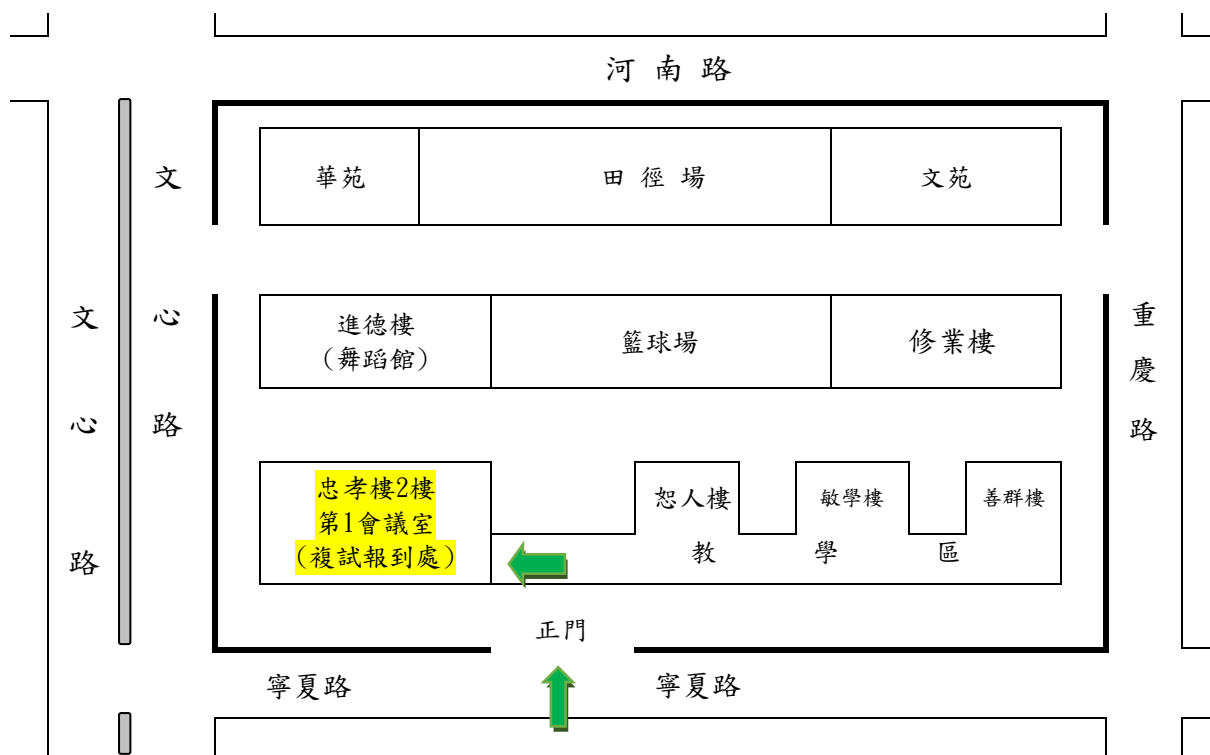 河南路
華苑
田徑場
文苑
文心路
文心路
進德樓
(舞蹈館)
籃球場
修業樓
重慶路
忠孝樓2樓
第1會議室
(複試報到處)
恕人樓
敏學樓
善群樓
教學區
正門
寧夏路
寧夏路